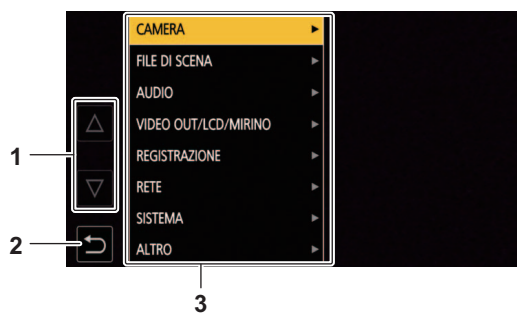 CAMERA
FILE DI SCENA
AUDIO
VIDEO OUT/LCD/MIRINO
REGISTRAZIONE
RETE
SISTEMA
ALTRO
1
2
3